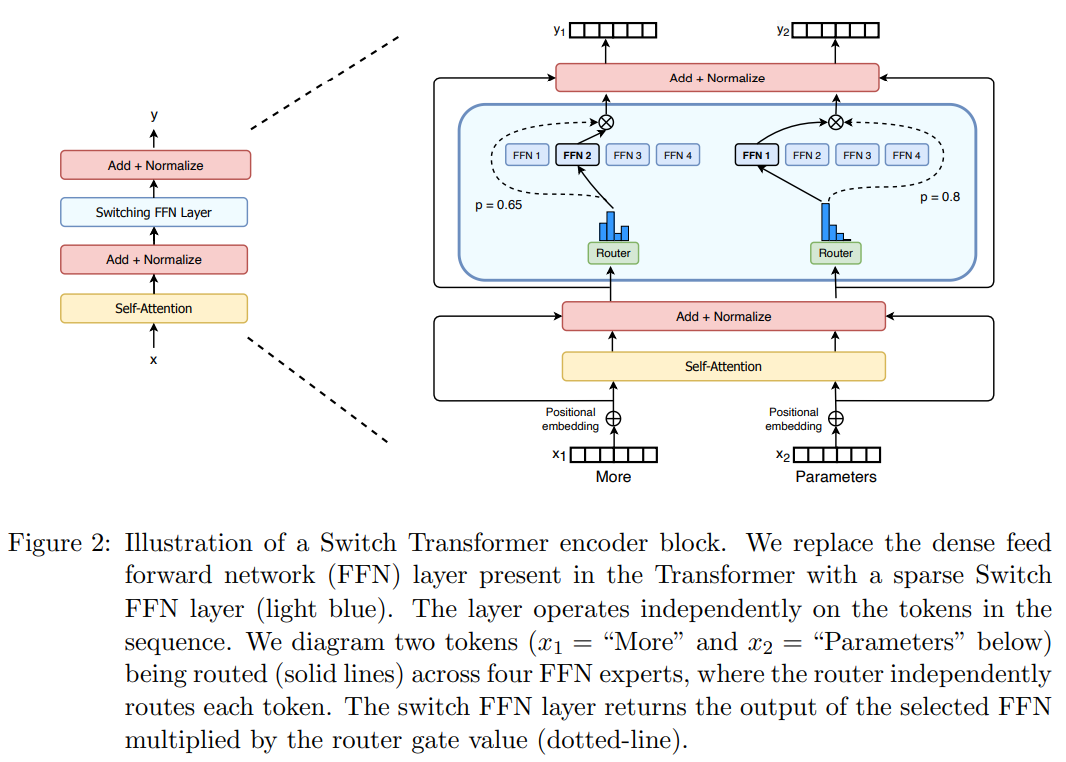 y
Add + Normalize
Switching FFN Layer
Add + Normalize
Self-Attention
x
y1 y2
Add + Normalize
FFN 1 FFN 2 FFN 3 FFN 4 FFN 1 FFN 2 FFN 3 FFN 4
p = 0.65 p = 0.8
Router Router
Add + Normalize
Self-Attention
Positional embedding Positional embedding
x1 x2
More Parameters
Figure 2: Illustration of a Switch Transformer encoder block. We replace the dense feed
forward network (FFN) layer present in the Transformer with a sparse Switch
FFN layer (light blue). The layer operates independently on the tokens in the
sequence. We diagram two tokens (x1 = “More” and x2 = “Parameters” below)
being routed (solid lines) across four FFN experts, where the router independently
routes each token. The switch FFN layer returns the output of the selected FFN
multiplied by the router gate value (dotted-line).